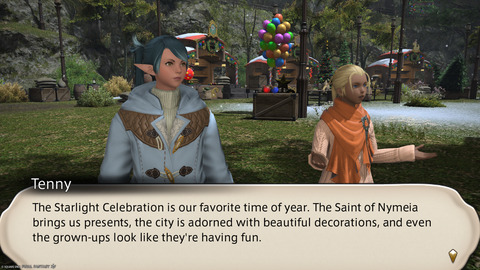 Tenny
The Starlight Celebration is our favorite time of year. The Saint of Nymeia
brings us presents, the city is adorned with beautiful decorations, and even
the grown-ups look like they're having fun.